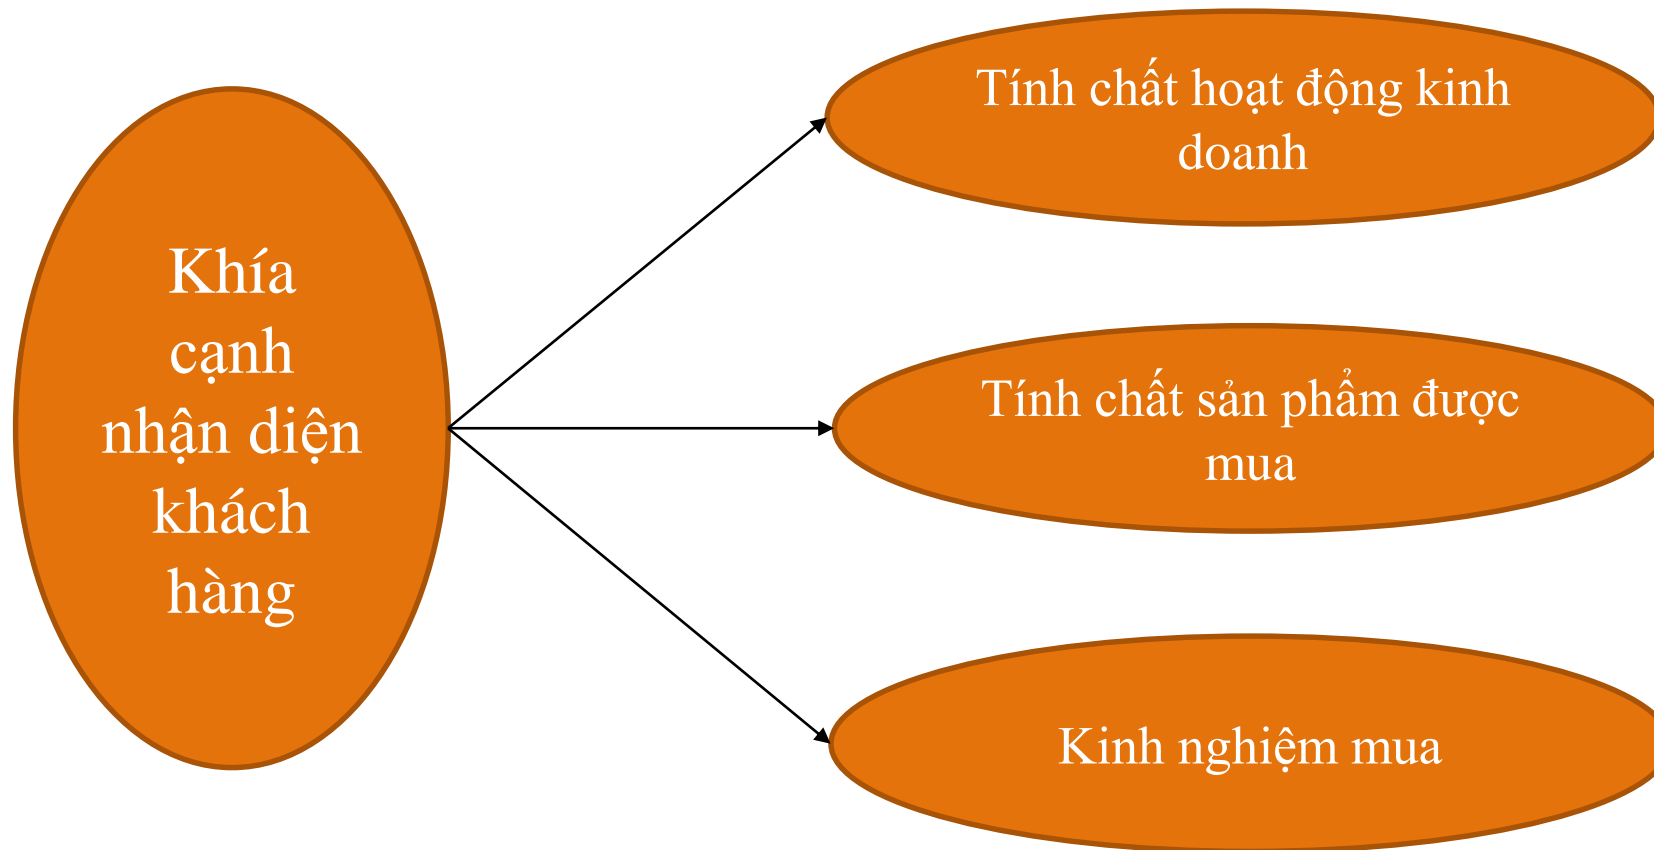 Khía
cạnh
nhận diện
khách
hàng
Tính chất hoạt động kinh
doanh
Tính chất sản phẩm được
mua
Kinh nghiệm mua